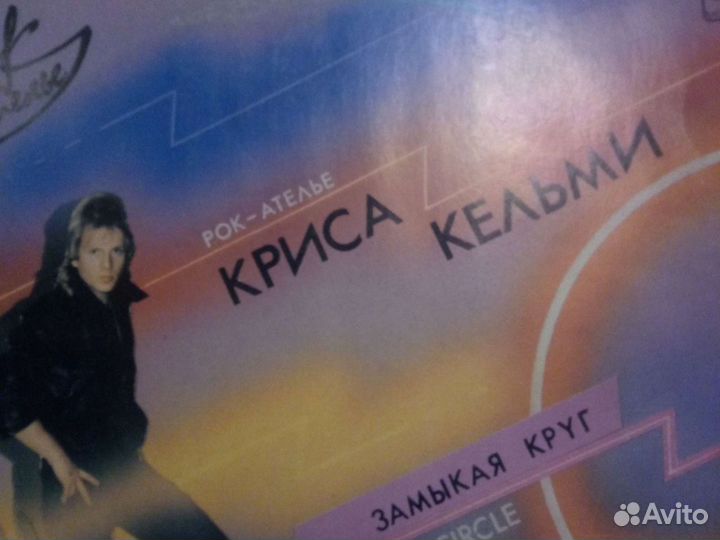 РОК-АТЕЛЬЕ
КРИСА КЕЛЬМИ
ЗАМЫКАЯ КРУГ
CIRCLE
Avito